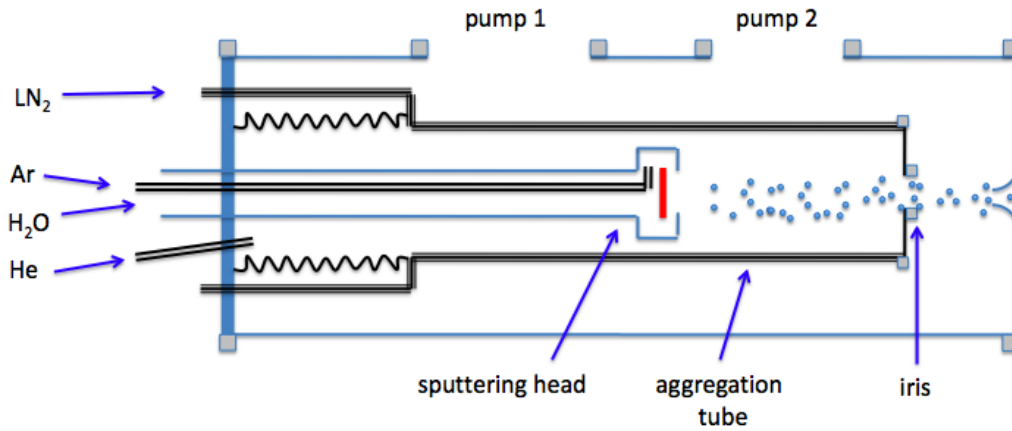 pump 1
pump 2
LN₂
Ar
H₂O
He
sputtering head
aggregation
tube
iris